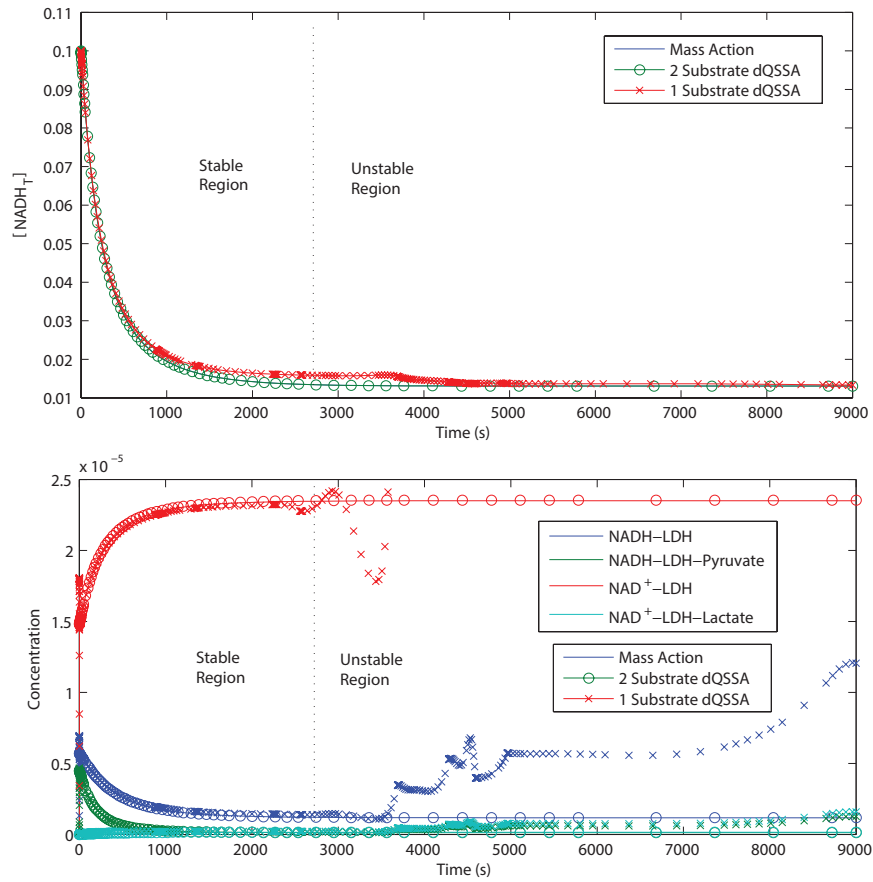 0.1
0.09
0.08
0.07
0.06
0.05
0.04
0.03
0.02
0.01
[NADH_T]
Mass Action
2 Substrate dQSSA
1 Substrate dQSSA
Stable
Region
Unstable
Region
0 1000 2000 3000 4000 5000 6000 7000 8000 9000
Time (s)
x 10⁻⁵
2.5
2
1.5
1
0.5
0
Concentration
NADH–LDH
NADH–LDH–Pyruvate
NAD⁺–LDH
NAD⁺–LDH–Lactate
Stable
Region
Unstable
Region
Mass Action
2 Substrate dQSSA
1 Substrate dQSSA
0 1000 2000 3000 4000 5000 6000 7000 8000 9000
Time (s)